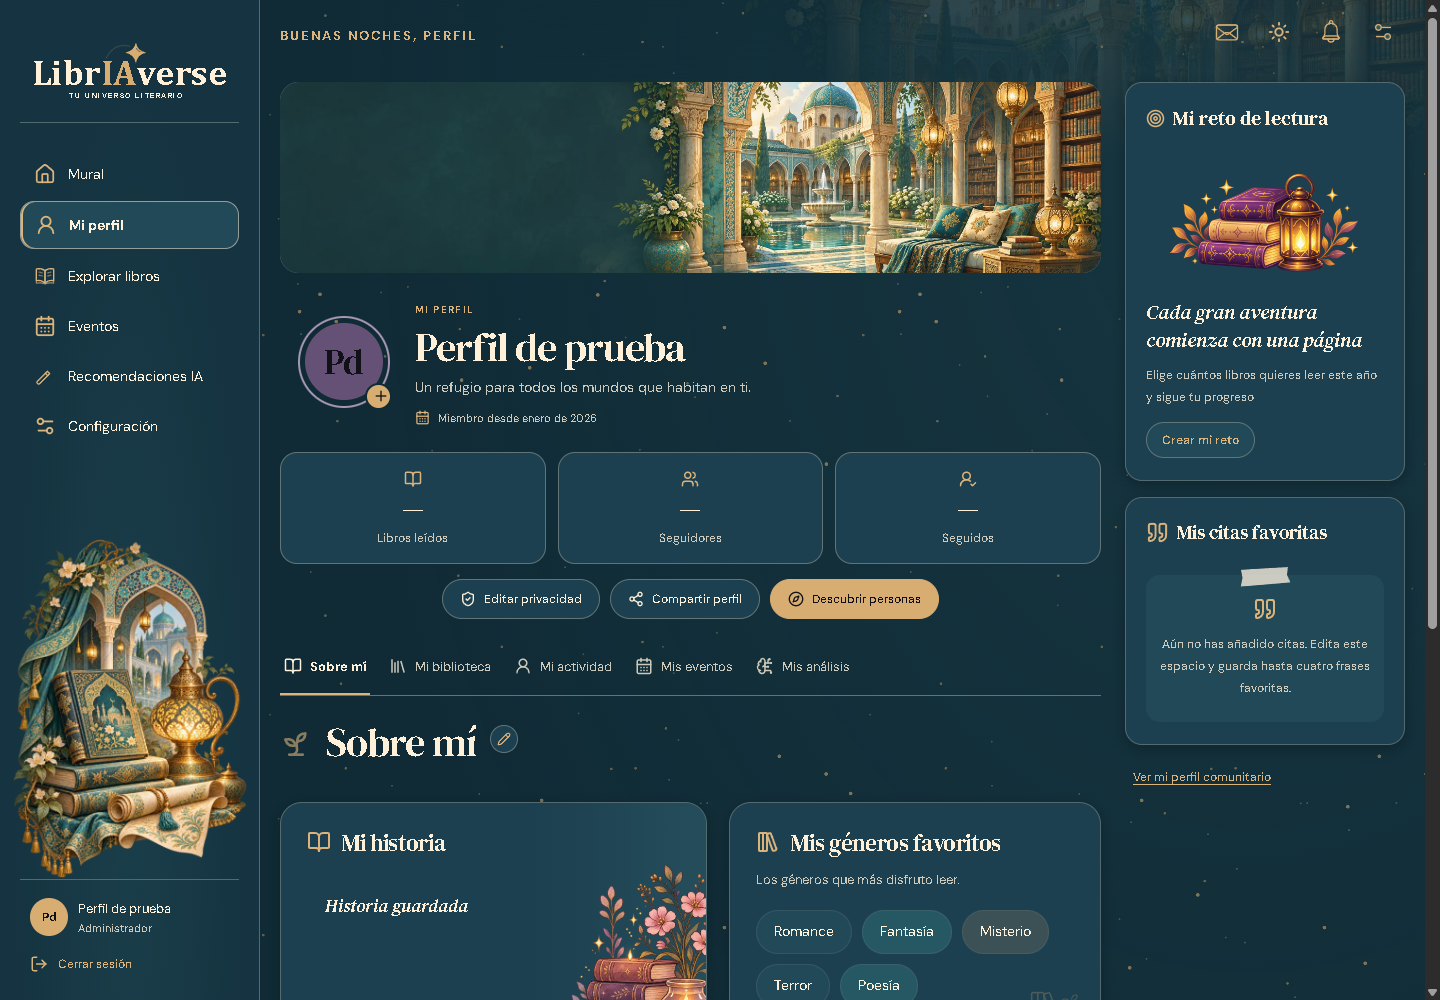 LibrIAverse
TU UNIVERSO LITERARIO
Mural
Mi perfil
Explorar libros
Eventos
Recomendaciones IA
Configuración
Pd
Perfil de prueba
Administrador
Cerrar sesión
BUENAS NOCHES, PERFIL
Pd
MI PERFIL
Perfil de prueba
Un refugio para todos los mundos que habitan en ti.
Miembro desde enero de 2026
—
Libros leídos
—
Seguidores
—
Seguidos
Editar privacidad
Compartir perfil
Descubrir personas
Sobre mí
Mi biblioteca
Mi actividad
Mis eventos
Mis análisis
Sobre mí
Mi historia
Historia guardada
Mis géneros favoritos
Los géneros que más disfruto leer.
Romance
Fantasía
Misterio
Terror
Poesía
Mi reto de lectura
Cada gran aventura
comienza con una página
Elige cuántos libros quieres leer este año
y sigue tu progreso
Crear mi reto
Mis citas favoritas
Aún no has añadido citas. Edita este
espacio y guarda hasta cuatro frases
favoritas.
Ver mi perfil comunitario